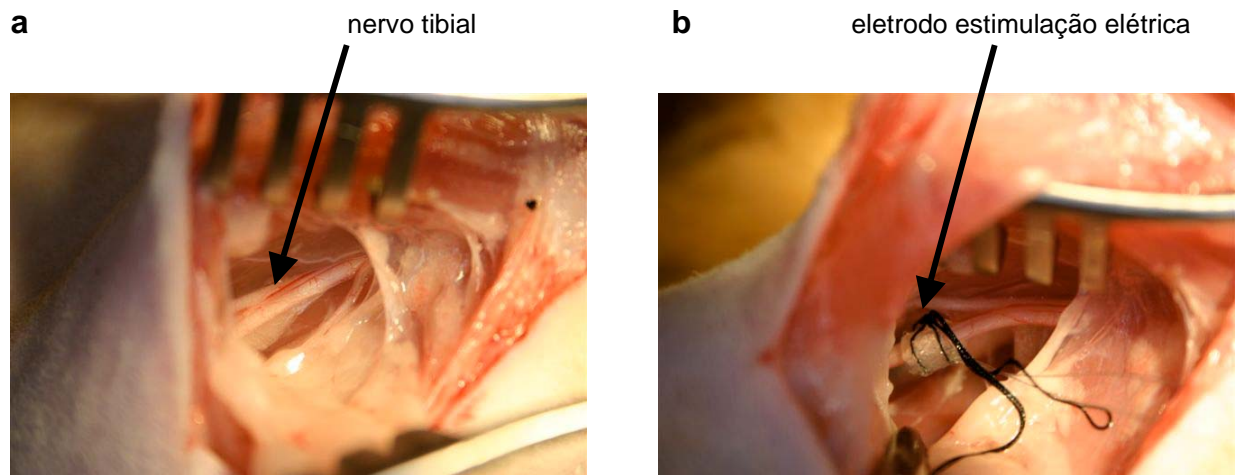 a
nervo tibial
b
eletrodo estimulação elétrica